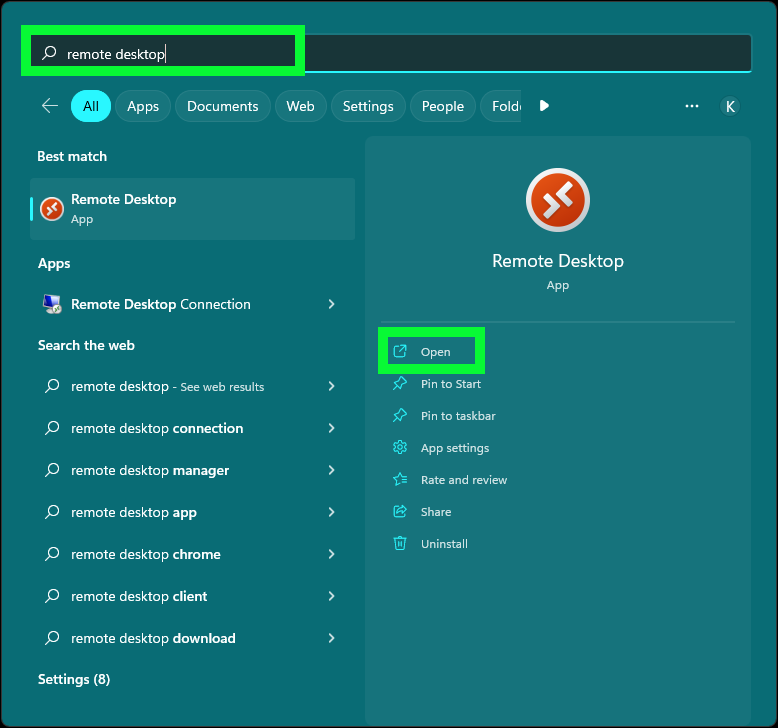 remote desktop
All Apps Documents Web Settings People Folde
K
Best match
Remote Desktop
App
Apps
Remote Desktop Connection
Search the web
remote desktop - See web results
remote desktop connection
remote desktop manager
remote desktop app
remote desktop chrome
remote desktop client
remote desktop download
Settings (8)
Remote Desktop
App
Open
Pin to Start
Pin to taskbar
App settings
Rate and review
Share
Uninstall